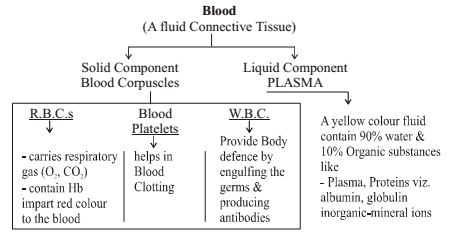 Blood
(A fluid Connective Tissue)
Solid Component
Blood Corpuscles
Liquid Component
PLASMA
R.B.C.s
- carries respiratory
gas (O₂, CO₂)
- contain Hb
impart red colour
to the blood
Blood
Platelets
helps in
Blood
Clotting
W.B.C.
Provide Body
defence by
engulfing the
germs &
producing
antibodies
A yellow colour fluid
contain 90% water &
10% Organic substances
like
- Plasma, Proteins viz.
albumin, globulin
inorganic-mineral ions